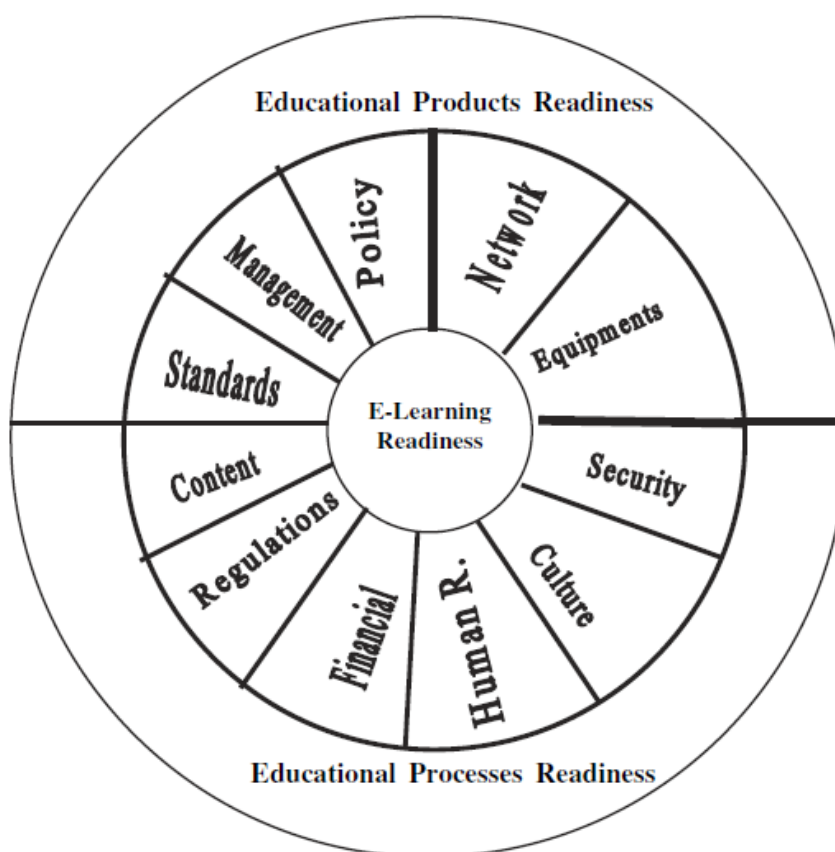 Educational Products Readiness
Policy
Network
Management
Equipments
Standards
E-Learning
Readiness
Content
Security
Regulations
Culture
Financial
Human R.
Educational Processes Readiness